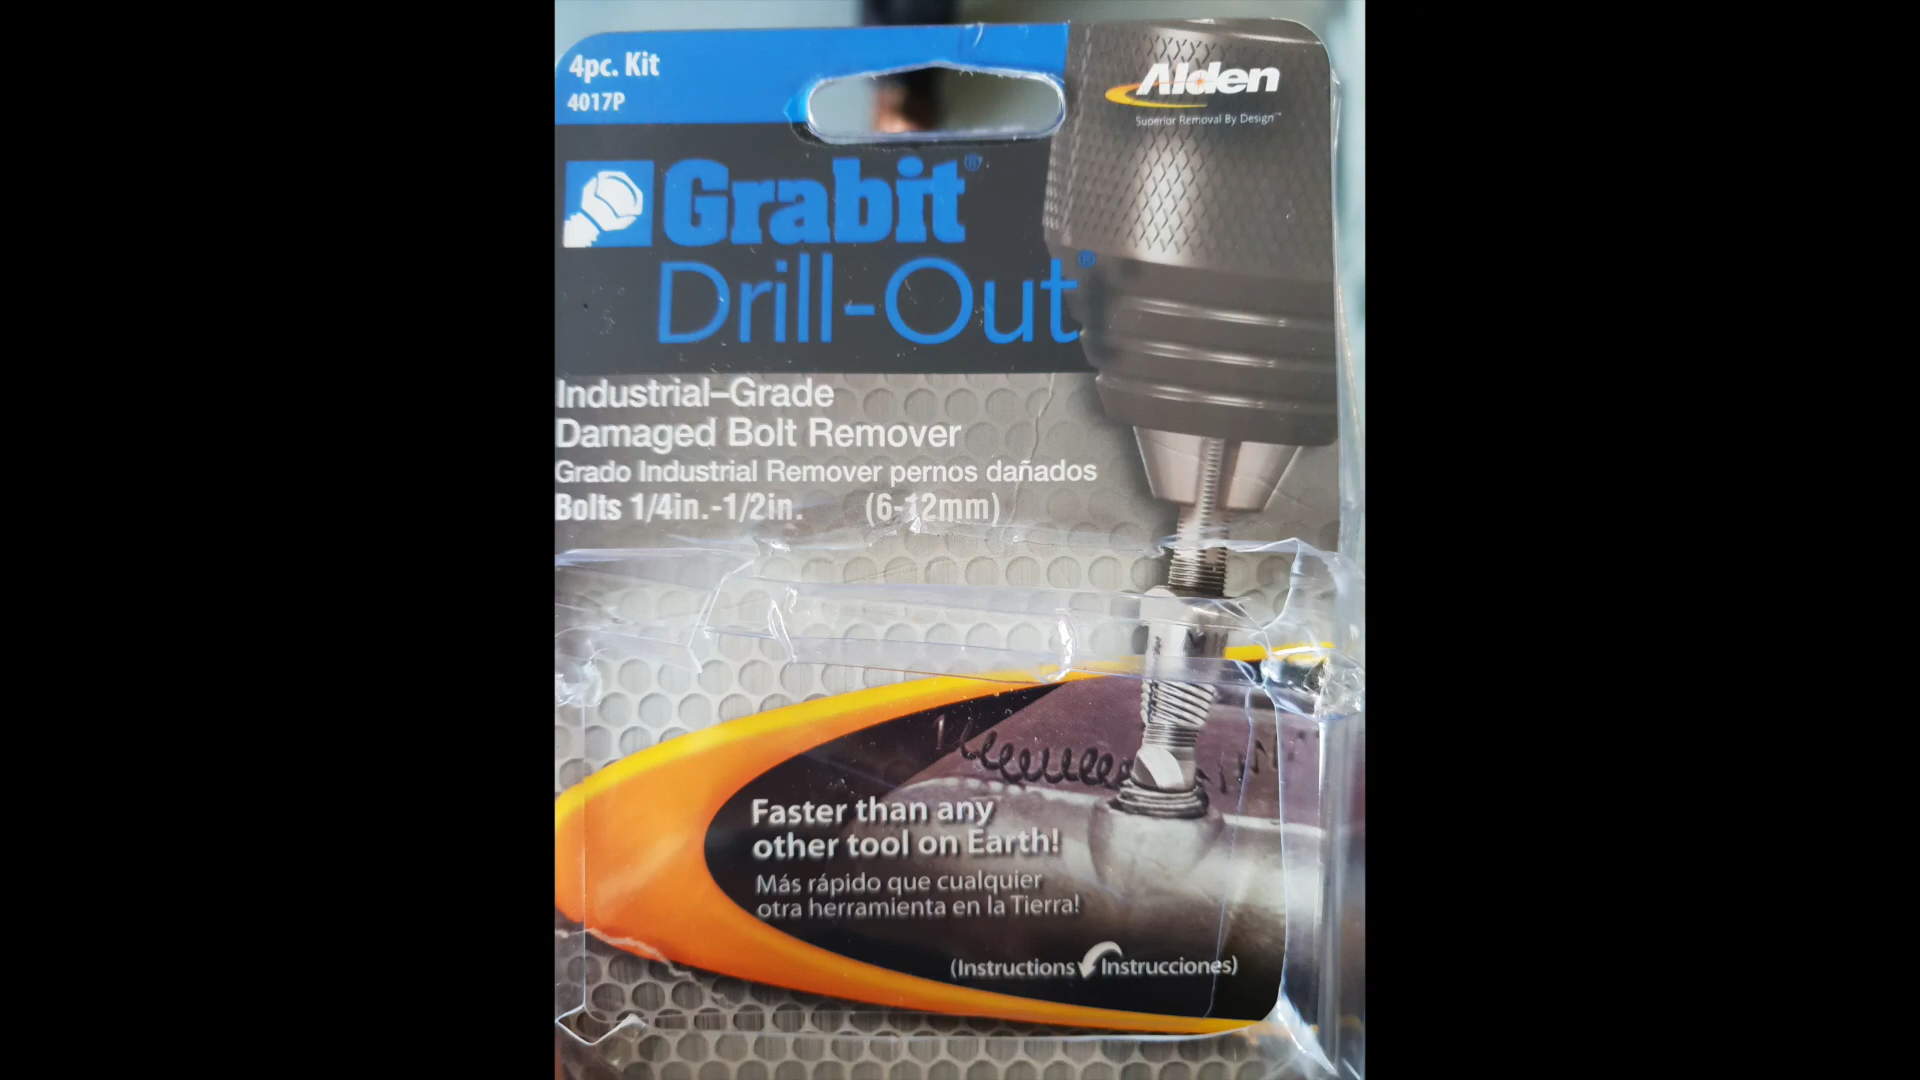 4pc. Kit
4017P
Alden
Superior Removal By Design™
Grabit®
Drill-Out®
Industrial–Grade
Damaged Bolt Remover
Grado Industrial Remover pernos dañados
Bolts 1/4in.-1/2in. (6-12mm)
Faster than any
other tool on Earth!
Más rápido que cualquier
otra herramienta en la Tierra!
(Instructions Instrucciones)